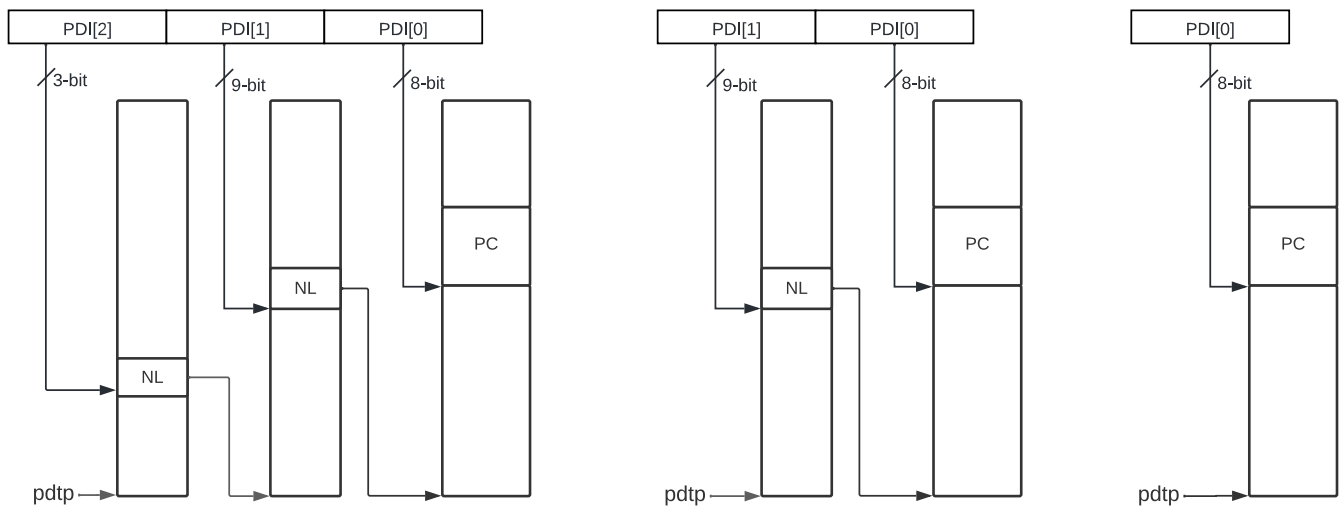 PDI[2] PDI[1] PDI[0]
3-bit 9-bit 8-bit
PC
NL
NL
pdtp
PDI[1] PDI[0]
9-bit 8-bit
PC
NL
pdtp
PDI[0]
8-bit
PC
pdtp